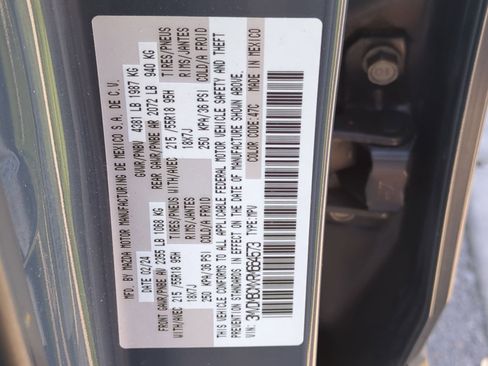 MFD. BY MAZDA MOTOR MANUFACTURING DE MEXICO S.A. DE C.V.
DATE: 02/24 GVWR/PNBV 4381 LB 1987 KG
FRONT GAWR/PNBE AV 2355 LB 1068 KG REAR GAWR/PNBE AR 2072 LB 940 KG
WITH/AVEC TIRES/PNEUS WITH/AVEC TIRES/PNEUS
215/55R18 95H RIMS/JANTES 215/55R18 95H RIMS/JANTES
18X7J COLD/A FROID 18X7J COLD/A FROID
250 KPA/36 PSI 250 KPA/36 PSI
THIS VEHICLE CONFORMS TO ALL APPLICABLE FEDERAL MOTOR VEHICLE SAFETY AND THEFT
PREVENTION STANDARDS IN EFFECT ON THE DATE OF MANUFACTURE SHOWN ABOVE.
VIN: TYPE:MPV COLOR CODE:47C MADE IN MEXICO